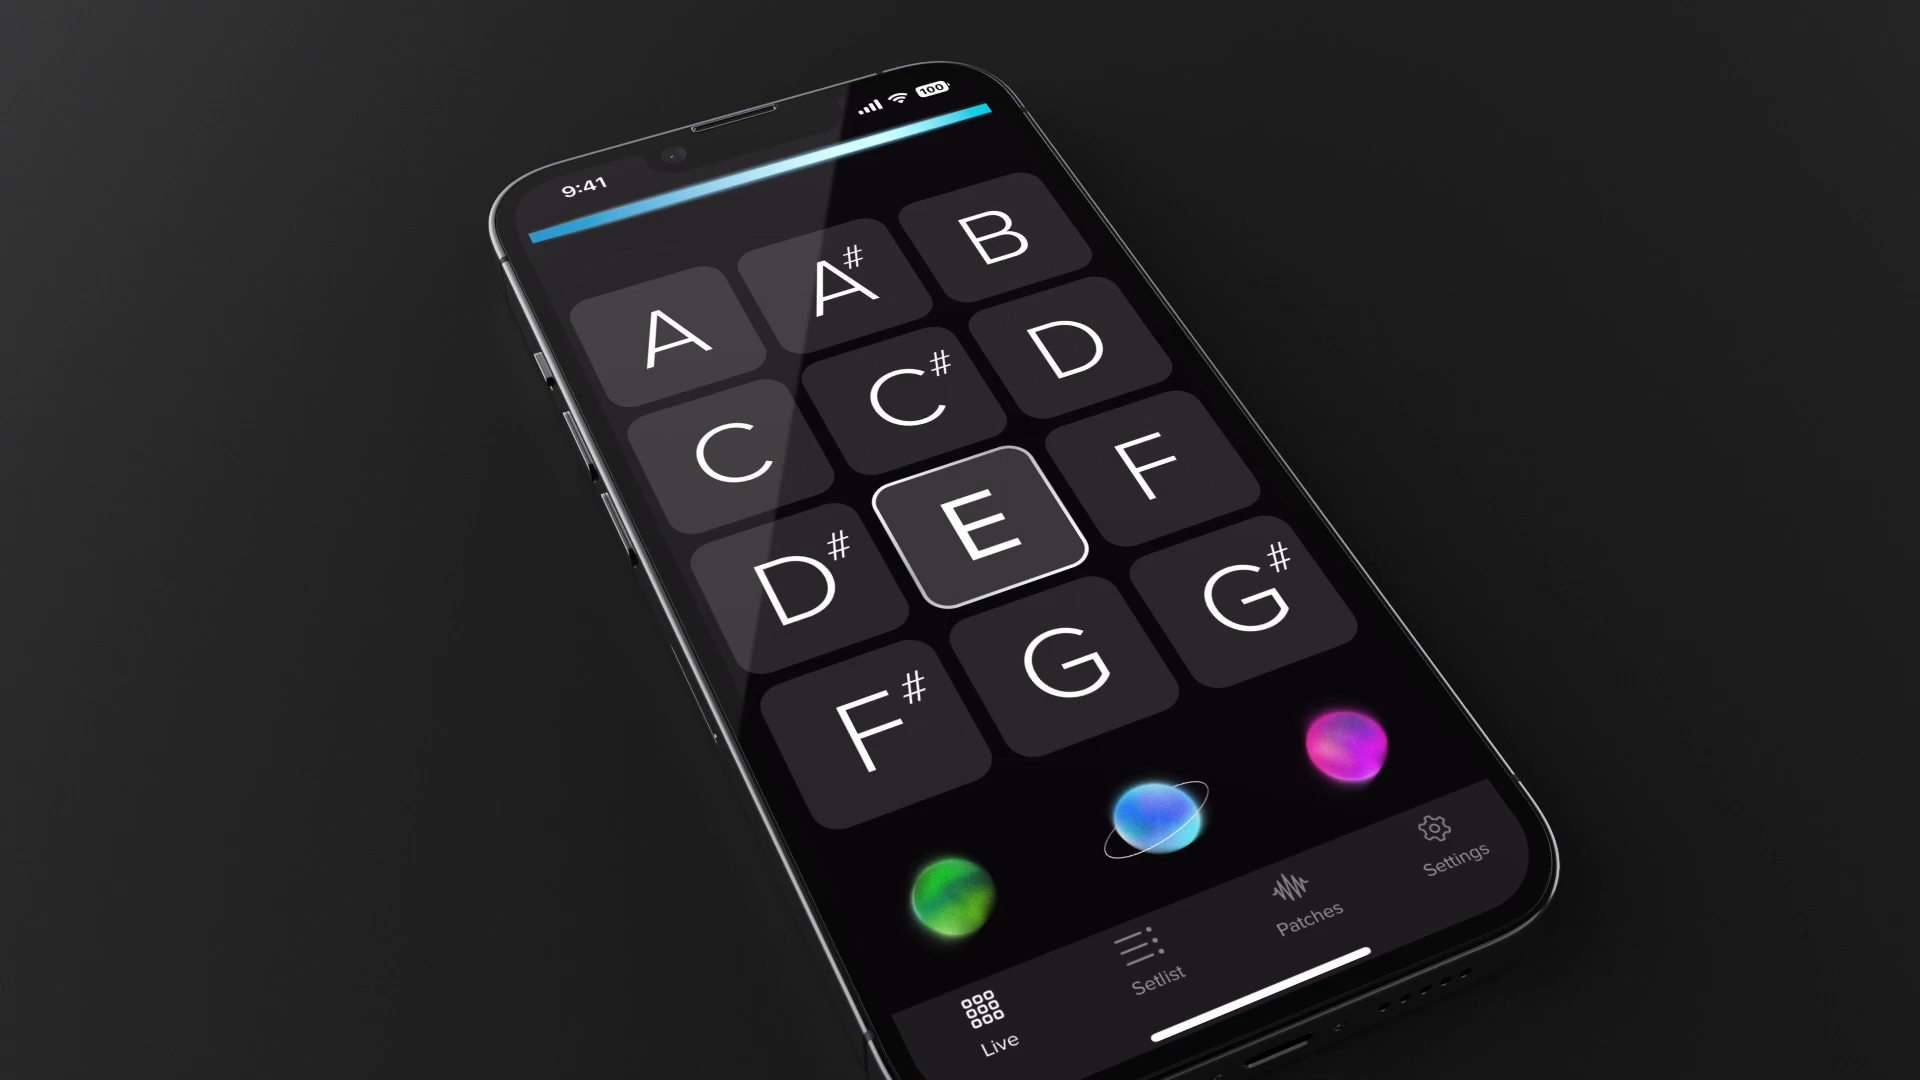 9:41
100
A
A#
B
C
C#
D
D#
E
F
F#
G
G#
Live
Setlist
Patches
Settings